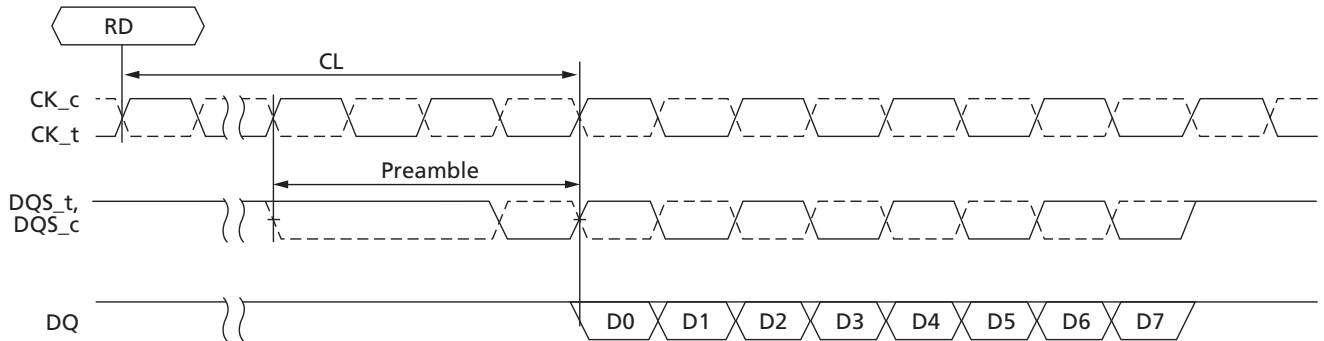 RD
CL
CK_c
CK_t
Preamble
DQS_t,
DQS_c
DQ
D0 D1 D2 D3 D4 D5 D6 D7